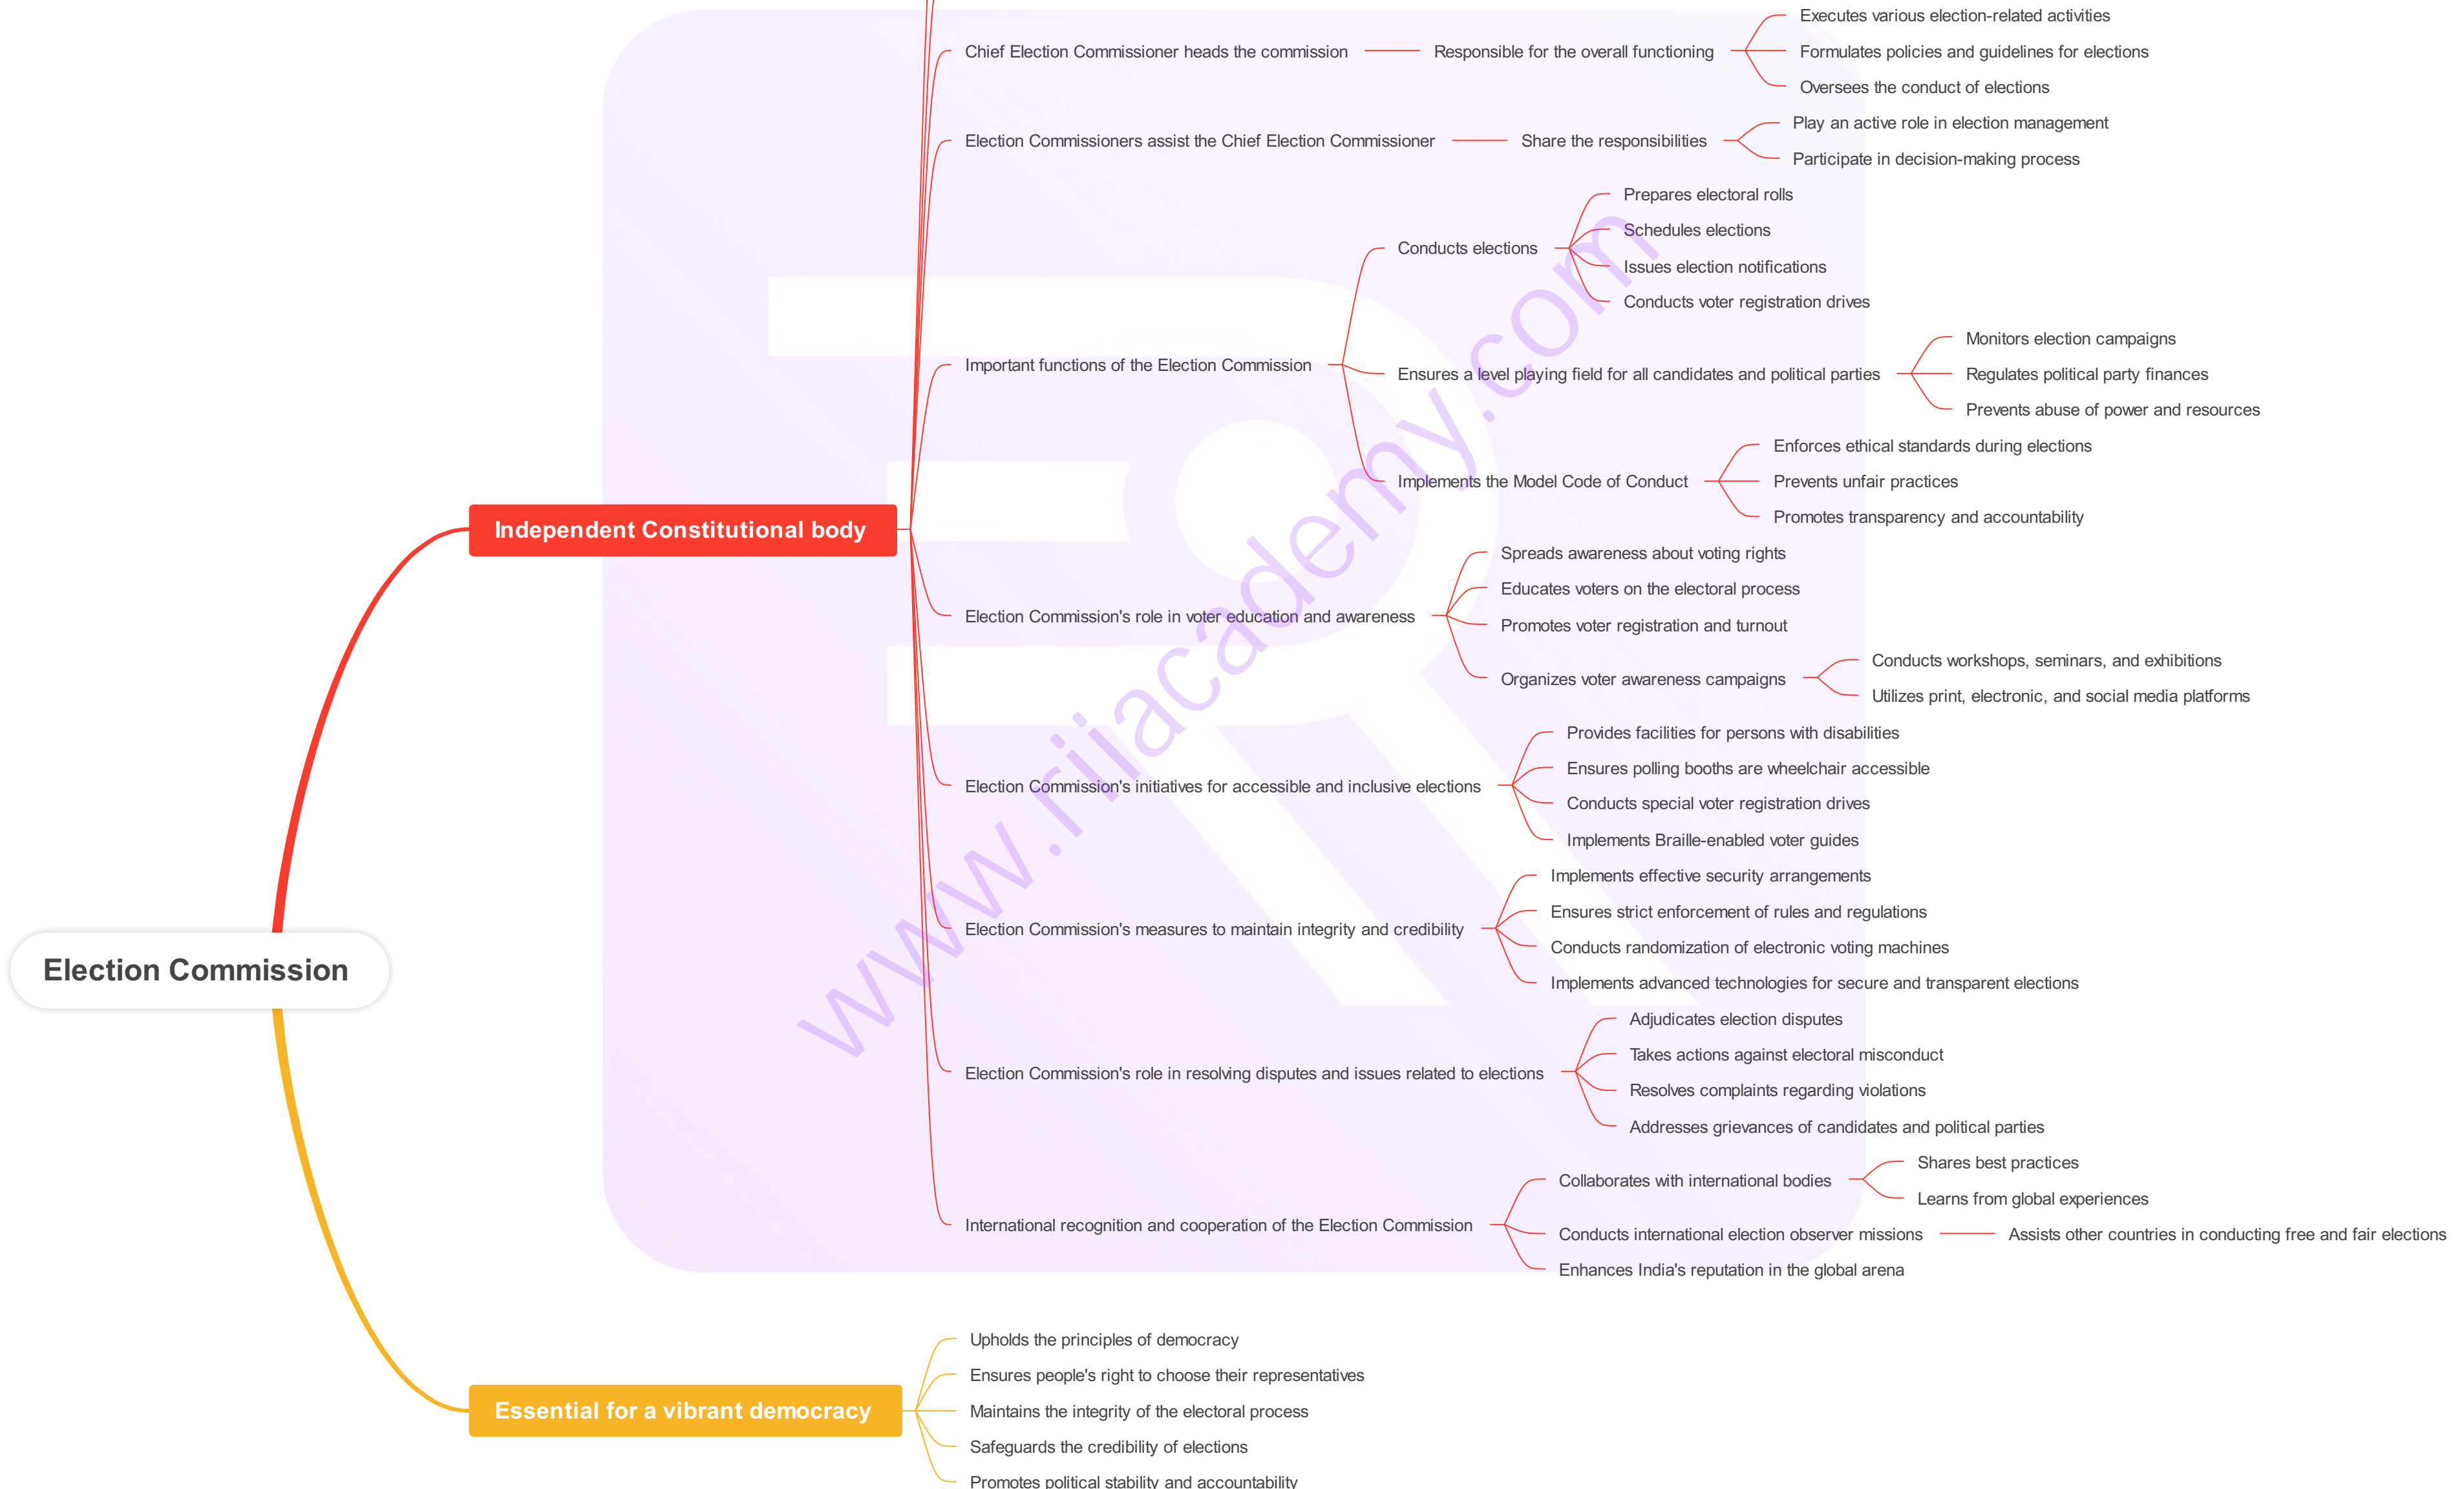 Election Commission
Independent Constitutional body
Chief Election Commissioner heads the commission
Responsible for the overall functioning
Executes various election-related activities
Formulates policies and guidelines for elections
Oversees the conduct of elections
Election Commissioners assist the Chief Election Commissioner
Share the responsibilities
Play an active role in election management
Participate in decision-making process
Important functions of the Election Commission
Conducts elections
Prepares electoral rolls
Schedules elections
Issues election notifications
Conducts voter registration drives
Ensures a level playing field for all candidates and political parties
Monitors election campaigns
Regulates political party finances
Prevents abuse of power and resources
Implements the Model Code of Conduct
Enforces ethical standards during elections
Prevents unfair practices
Promotes transparency and accountability
Election Commission's role in voter education and awareness
Spreads awareness about voting rights
Educates voters on the electoral process
Promotes voter registration and turnout
Organizes voter awareness campaigns
Conducts workshops, seminars, and exhibitions
Utilizes print, electronic, and social media platforms
Election Commission's initiatives for accessible and inclusive elections
Provides facilities for persons with disabilities
Ensures polling booths are wheelchair accessible
Conducts special voter registration drives
Implements Braille-enabled voter guides
Election Commission's measures to maintain integrity and credibility
Implements effective security arrangements
Ensures strict enforcement of rules and regulations
Conducts randomization of electronic voting machines
Implements advanced technologies for secure and transparent elections
Election Commission's role in resolving disputes and issues related to elections
Adjudicates election disputes
Takes actions against electoral misconduct
Resolves complaints regarding violations
Addresses grievances of candidates and political parties
International recognition and cooperation of the Election Commission
Collaborates with international bodies
Shares best practices
Learns from global experiences
Conducts international election observer missions
Assists other countries in conducting free and fair elections
Enhances India's reputation in the global arena
Essential for a vibrant democracy
Upholds the principles of democracy
Ensures people's right to choose their representatives
Maintains the integrity of the electoral process
Safeguards the credibility of elections
Promotes political stability and accountability